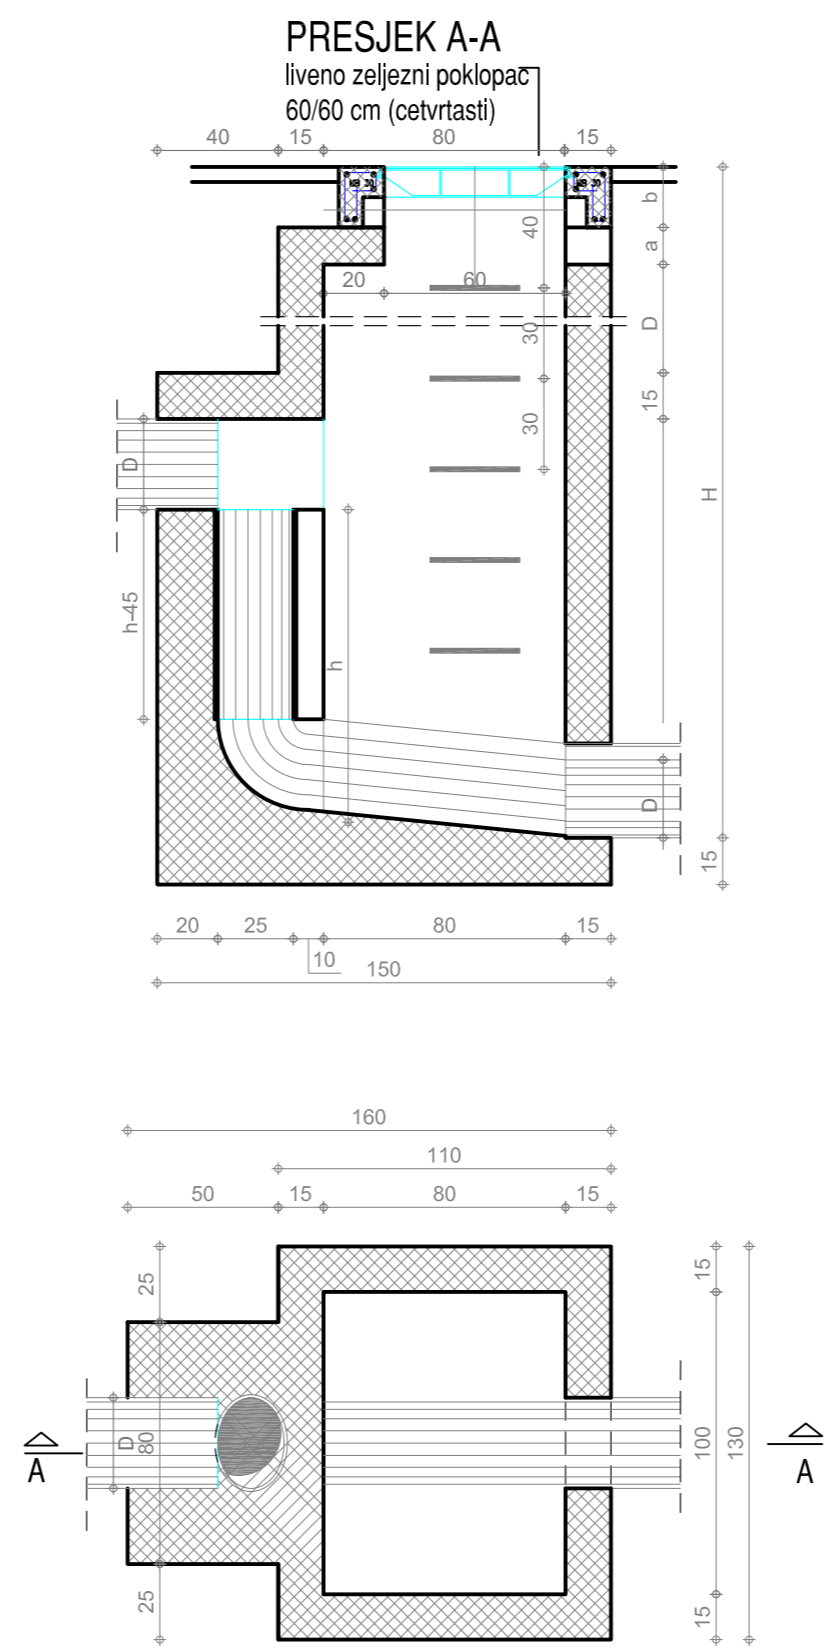 PRESJEK A-A
liveno zeljezni poklopac
60/60 cm (cetvrtasti)
40 15 80 15
b
40
a
20 60
30
D
15
30
D
H
h-45
h
D
15
20 25 80 15
10
150
160
110
50 15 80 15
25
15
D
80
100
130
A
A
25
15